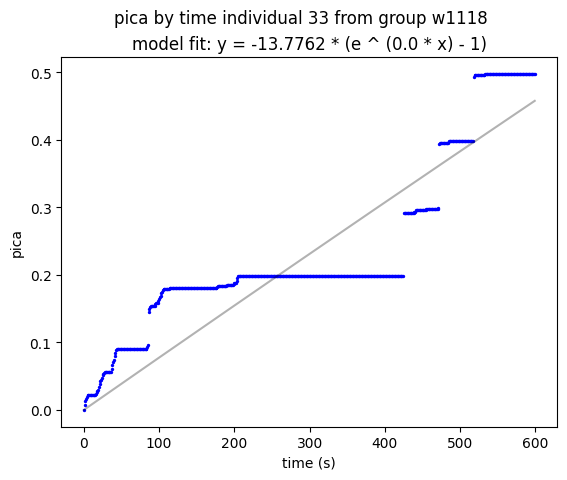 pica by time individual 33 from group w1118
model fit: y = -13.7762 * (e ^ (0.0 * x) - 1)
0.5
0.4
0.3
0.2
0.1
0.0
pica
0 100 200 300 400 500 600
time (s)